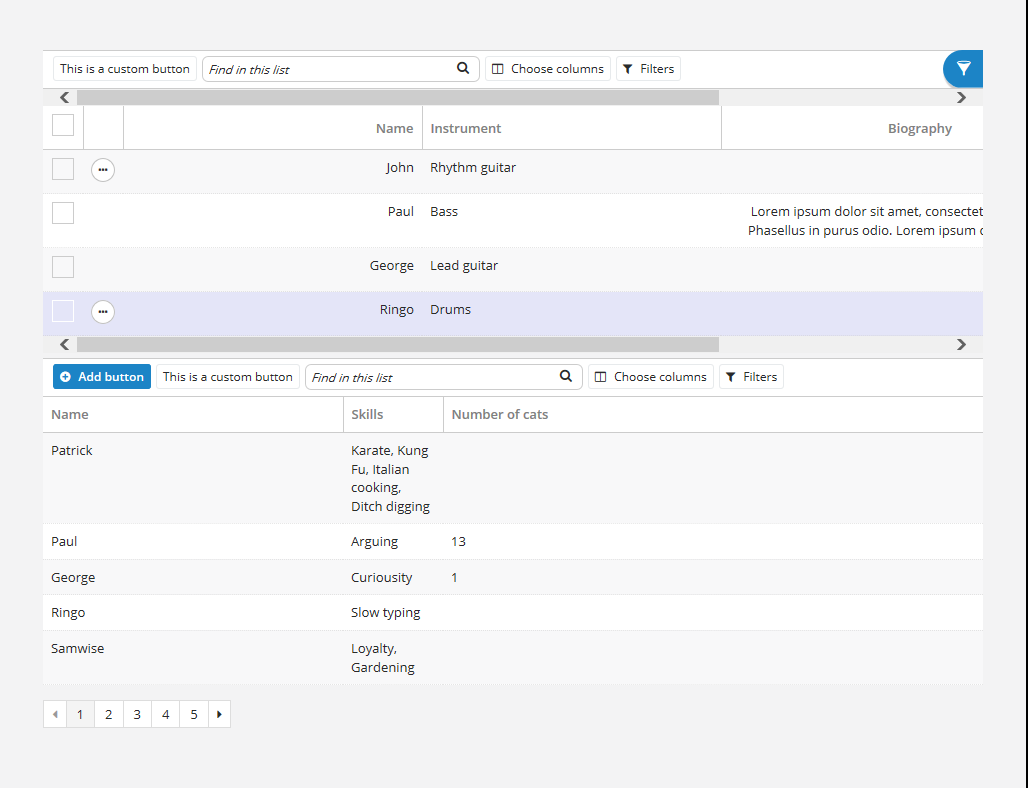 This is a custom button Find in this list Choose columns Filters
Name Instrument Biography
John Rhythm guitar
Paul Bass Lorem ipsum dolor sit amet, consectet
Phasellus in purus odio. Lorem ipsum
George Lead guitar
Ringo Drums
Add button This is a custom button Find in this list Choose columns Filters
Name Skills Number of cats
Patrick Karate, Kung
Fu, Italian
cooking,
Ditch digging
Paul Arguing 13
George Curiousity 1
Ringo Slow typing
Samwise Loyalty,
Gardening
1 2 3 4 5